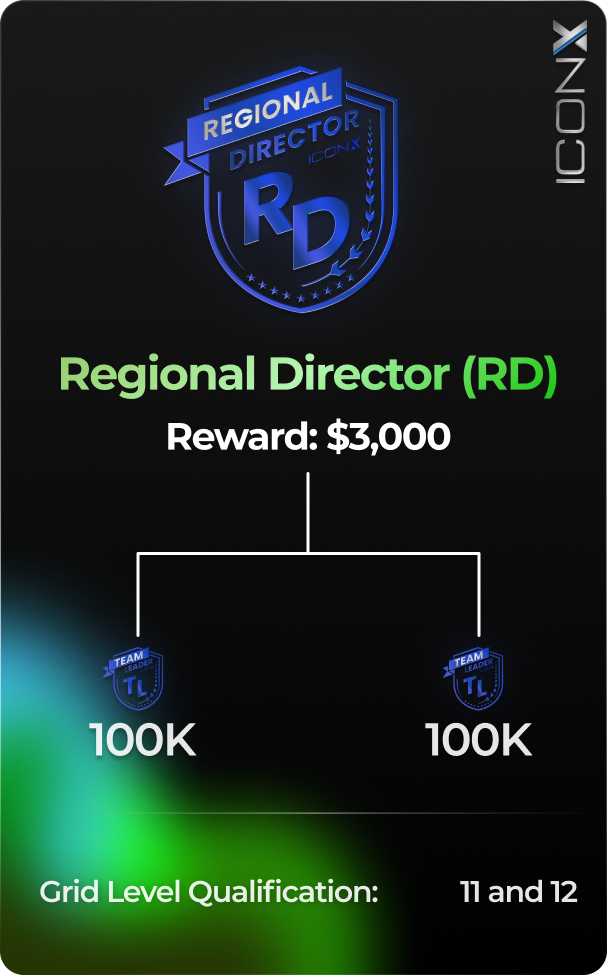 ICONX
REGIONAL
DIRECTOR
ICONX
RD
Regional Director (RD)
Reward: $3,000
TEAM
LEADER
TL
100K
TEAM
LEADER
TL
100K
Grid Level Qualification: 11 and 12